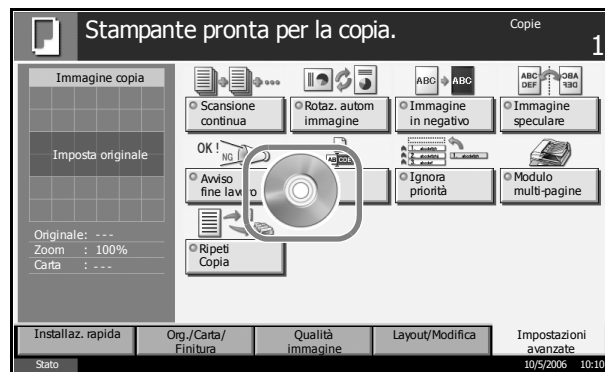 Stampante pronta per la copia.
Copie
1
Immagine copia
Imposta originale
Originale: ---
Zoom : 100%
Carta : ---
Scansione
continua
Rotaz. autom
immagine
ABC ABC
Immagine
in negativo
ABC
DEF
Immagine
speculare
OK! NG
Avviso
fine lavoro
Ignora
priorità
Modulo
multi-pagine
Ripeti
Copia
Installaz. rapida
Org./Carta/
Finitura
Qualità
immagine
Layout/Modifica
Impostazioni
avanzate
Stato
10/5/2006 10:10